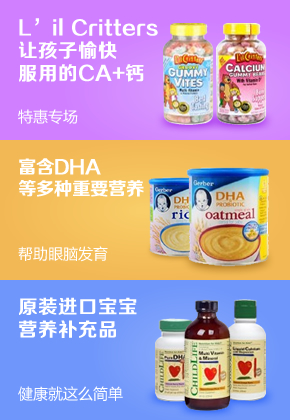 L’il Critters
让孩子愉快
服用的CA+钙
特惠专场
L'il Critters
GUMMY VITES
L'il Critters
CALCIUM
GUMMY BEARS
With Vitamin D
富含DHA
等多种重要营养
帮助眼脑发育
Gerber
DHA
PROBIOTIC
rice
Gerber
DHA
PROBIOTIC
oatmeal
原装进口宝宝
营养补充品
健康就这么简单
CHILDLIFE
DHA
CHILDLIFE
Multi Vitamin
& Mineral
CHILDLIFE